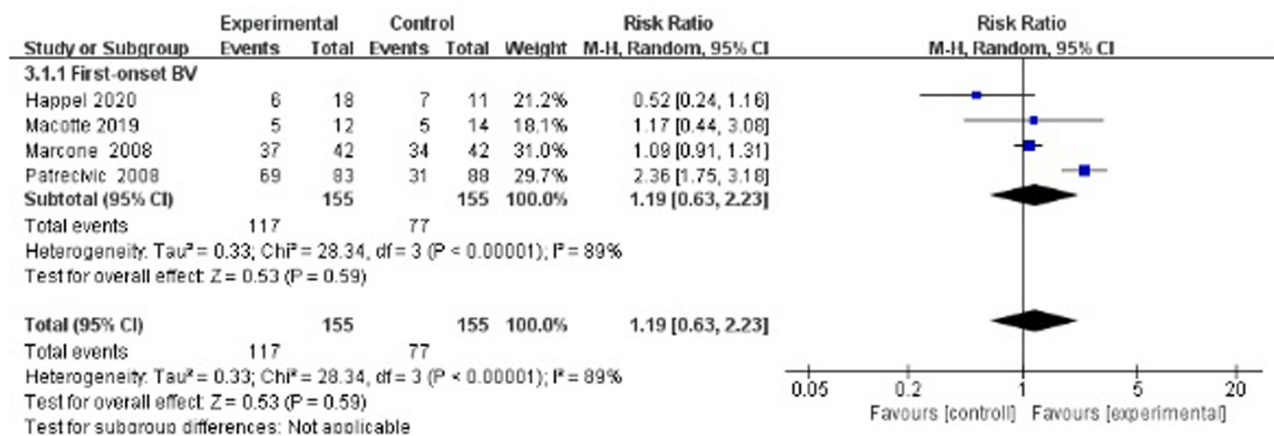 Experimental Control Risk Ratio Risk Ratio
Study or Subgroup Events Total Events Total Weight M-H, Random, 95% CI M-H, Random, 95% CI
3.1.1 First-onset BV
Happel 2020 6 18 7 11 21.2% 0.52 [0.24, 1.16]
Macotte 2019 5 12 5 14 18.1% 1.17 [0.44, 3.08]
Marcone 2008 37 42 34 42 31.0% 1.09 [0.91, 1.31]
Patrecivic 2008 69 83 31 88 29.7% 2.36 [1.75, 3.18]
Subtotal (95% CI) 155 155 100.0% 1.19 [0.63, 2.23]
Total events 117 77
Heterogeneity: Tau² = 0.33; Chi² = 28.34, df = 3 (P < 0.00001); I² = 89%
Test for overall effect: Z = 0.53 (P = 0.59)
Total (95% CI) 155 155 100.0% 1.19 [0.63, 2.23]
Total events 117 77
Heterogeneity: Tau² = 0.33; Chi² = 28.34, df = 3 (P < 0.00001); I² = 89%
Test for overall effect: Z = 0.53 (P = 0.59)
Test for subgroup differences: Not applicable
0.05 0.2 1 5 20
Favours [controll] Favours [experimental]